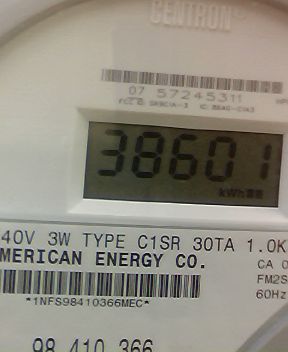 CENTRON®
07 57245311
38601
kWh
40V 3W TYPE C1SR 30TA 1.0K
MERICAN ENERGY CO.
CA 0
FM2S
60Hz
*1NFS98410366MEC*
98 410 366